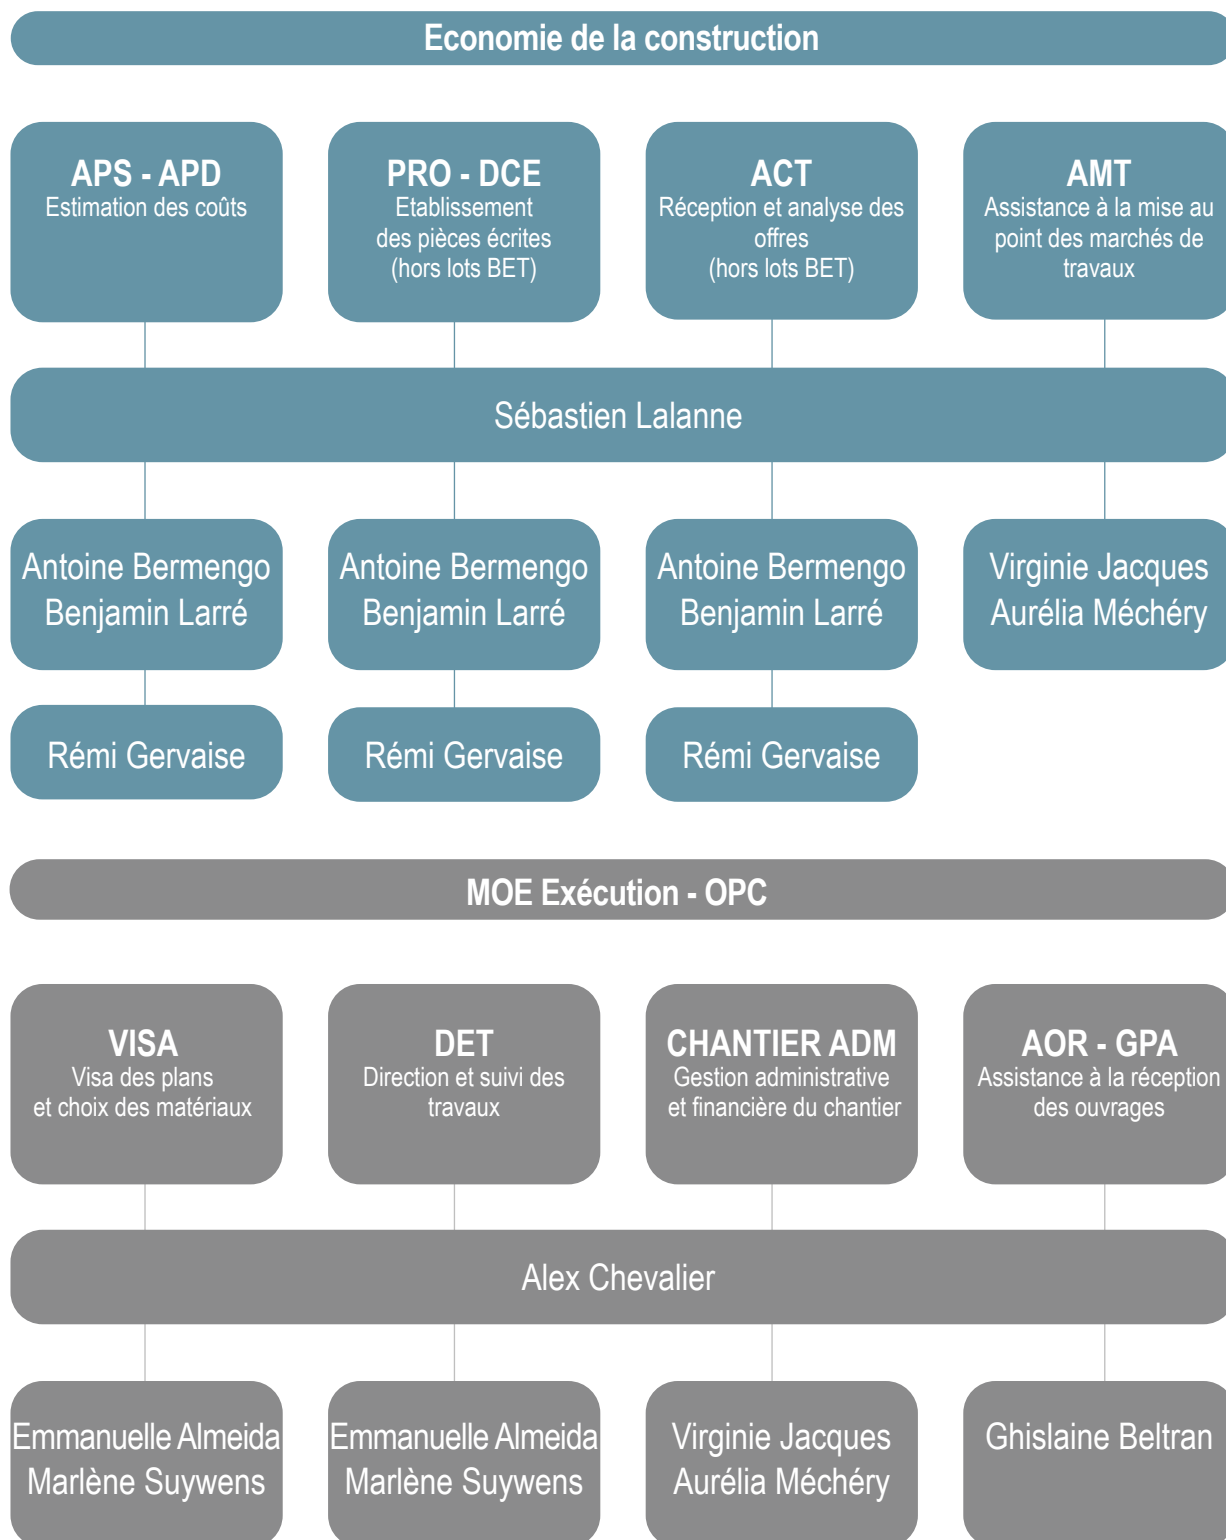 Economie de la construction
APS - APD
Estimation des coûts
PRO - DCE
Etablissement
des pièces écrites
(hors lots BET)
ACT
Réception et analyse des
offres
(hors lots BET)
AMT
Assistance à la mise au
point des marchés de
travaux
Sébastien Lalanne
Antoine Bermengo
Benjamin Larré
Antoine Bermengo
Benjamin Larré
Antoine Bermengo
Benjamin Larré
Virginie Jacques
Aurélia Méchéry
Rémi Gervaise
Rémi Gervaise
Rémi Gervaise
MOE Exécution - OPC
VISA
Visa des plans
et choix des matériaux
DET
Direction et suivi des
travaux
CHANTIER ADM
Gestion administrative
et financière du chantier
AOR - GPA
Assistance à la réception
des ouvrages
Alex Chevalier
Emmanuelle Almeida
Marlène Suywens
Emmanuelle Almeida
Marlène Suywens
Virginie Jacques
Aurélia Méchéry
Ghislaine Beltran